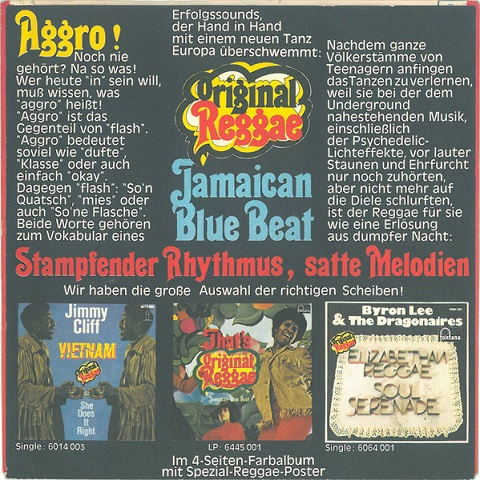 Aggro!
Noch nie
gehört? Na so was!
Wer heute "in" sein will,
muß wissen, was
"aggro" heißt!
"Aggro" ist das
Gegenteil von "flash".
"Aggro" bedeutet
soviel wie "dufte",
"Klasse" oder auch
einfach "okay".
Dagegen "flash": "So'n
Quatsch", "mies" oder
auch "So'ne Flasche".
Beide Worte gehören
zum Vokabular eines
Erfolgssounds,
der Hand in Hand
mit einem neuen Tanz
Europa überschwemmt:
Original
Reggae
Jamaican
Blue Beat
Nachdem ganze
Völkerstämme von
Teenagern anfingen
das Tanzen zu verlernen,
weil sie bei der dem
Underground
nahestehenden Musik,
einschließlich
der Psychedelic-
Lichteffekte, vor lauter
Staunen und Ehrfurcht
nur noch zuhörten,
aber nicht mehr auf
die Diele schlurften,
ist der Reggae für sie
wie eine Erlösung
aus dumpfer Nacht:
Stampfender Rhythmus, satte Melodien
Wir haben die große Auswahl der richtigen Scheiben!
Jimmy
Cliff
VIETNAM
Original
Reggae
She
Does
It
Right
Single: 6014 003
That's
Original
Reggae
Jamaican Blue Beat
LP: 6445 001
Byron Lee
& The Dragonaires
fontana
ELIZABETHAN
REGGAE
SOUL
SERENADE
Single: 6064 001
Im 4-Seiten-Farbalbum
mit Spezial-Reggae-Poster